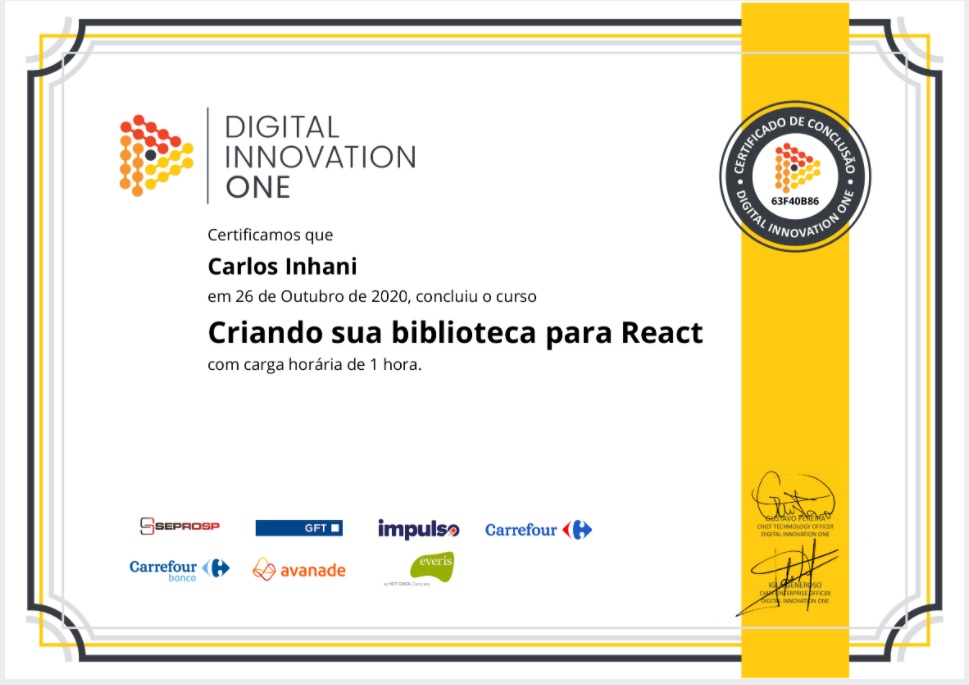 DIGITAL
INNOVATION
ONE
CERTIFICADO DE CONCLUSÃO
63F40B86
DIGITAL INNOVATION ONE
Certificamos que
Carlos Inhani
em 26 de Outubro de 2020, concluiu o curso
Criando sua biblioteca para React
com carga horária de 1 hora.
SEPROSP
GFT
impulso
Carrefour
Carrefour
banco
avanade
everis
an NTT DATA Company
GUSTAVO PEREIRA
CHIEF TECHNOLOGY OFFICER
DIGITAL INNOVATION ONE
GENEROSO
CHIEF ENTERPRISE OFFICER
DIGITAL INNOVATION ONE